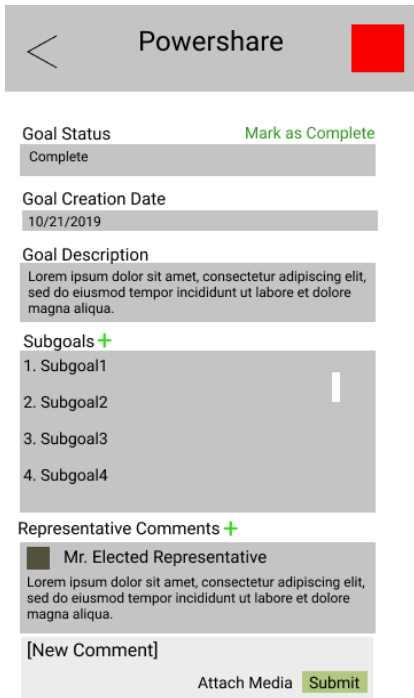 Powershare
Goal Status Mark as Complete
Complete
Goal Creation Date
10/21/2019
Goal Description
Lorem ipsum dolor sit amet, consectetur adipiscing elit,
sed do eiusmod tempor incididunt ut labore et dolore
magna aliqua.
Subgoals +
1. Subgoal1
2. Subgoal2
3. Subgoal3
4. Subgoal4
Representative Comments +
Mr. Elected Representative
Lorem ipsum dolor sit amet, consectetur adipiscing elit,
sed do eiusmod tempor incididunt ut labore et dolore
magna aliqua.
[New Comment]
Attach Media Submit